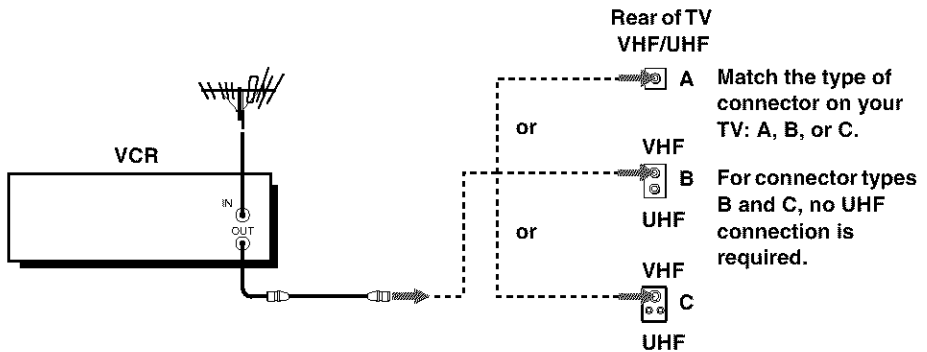 Rear of TV
VHF/UHF
A
Match the type of
connector on your
TV: A, B, or C.
or
VCR
VHF
B
For connector types
B and C, no UHF
connection is
required.
IN
UHF
OUT
or
VHF
C
UHF